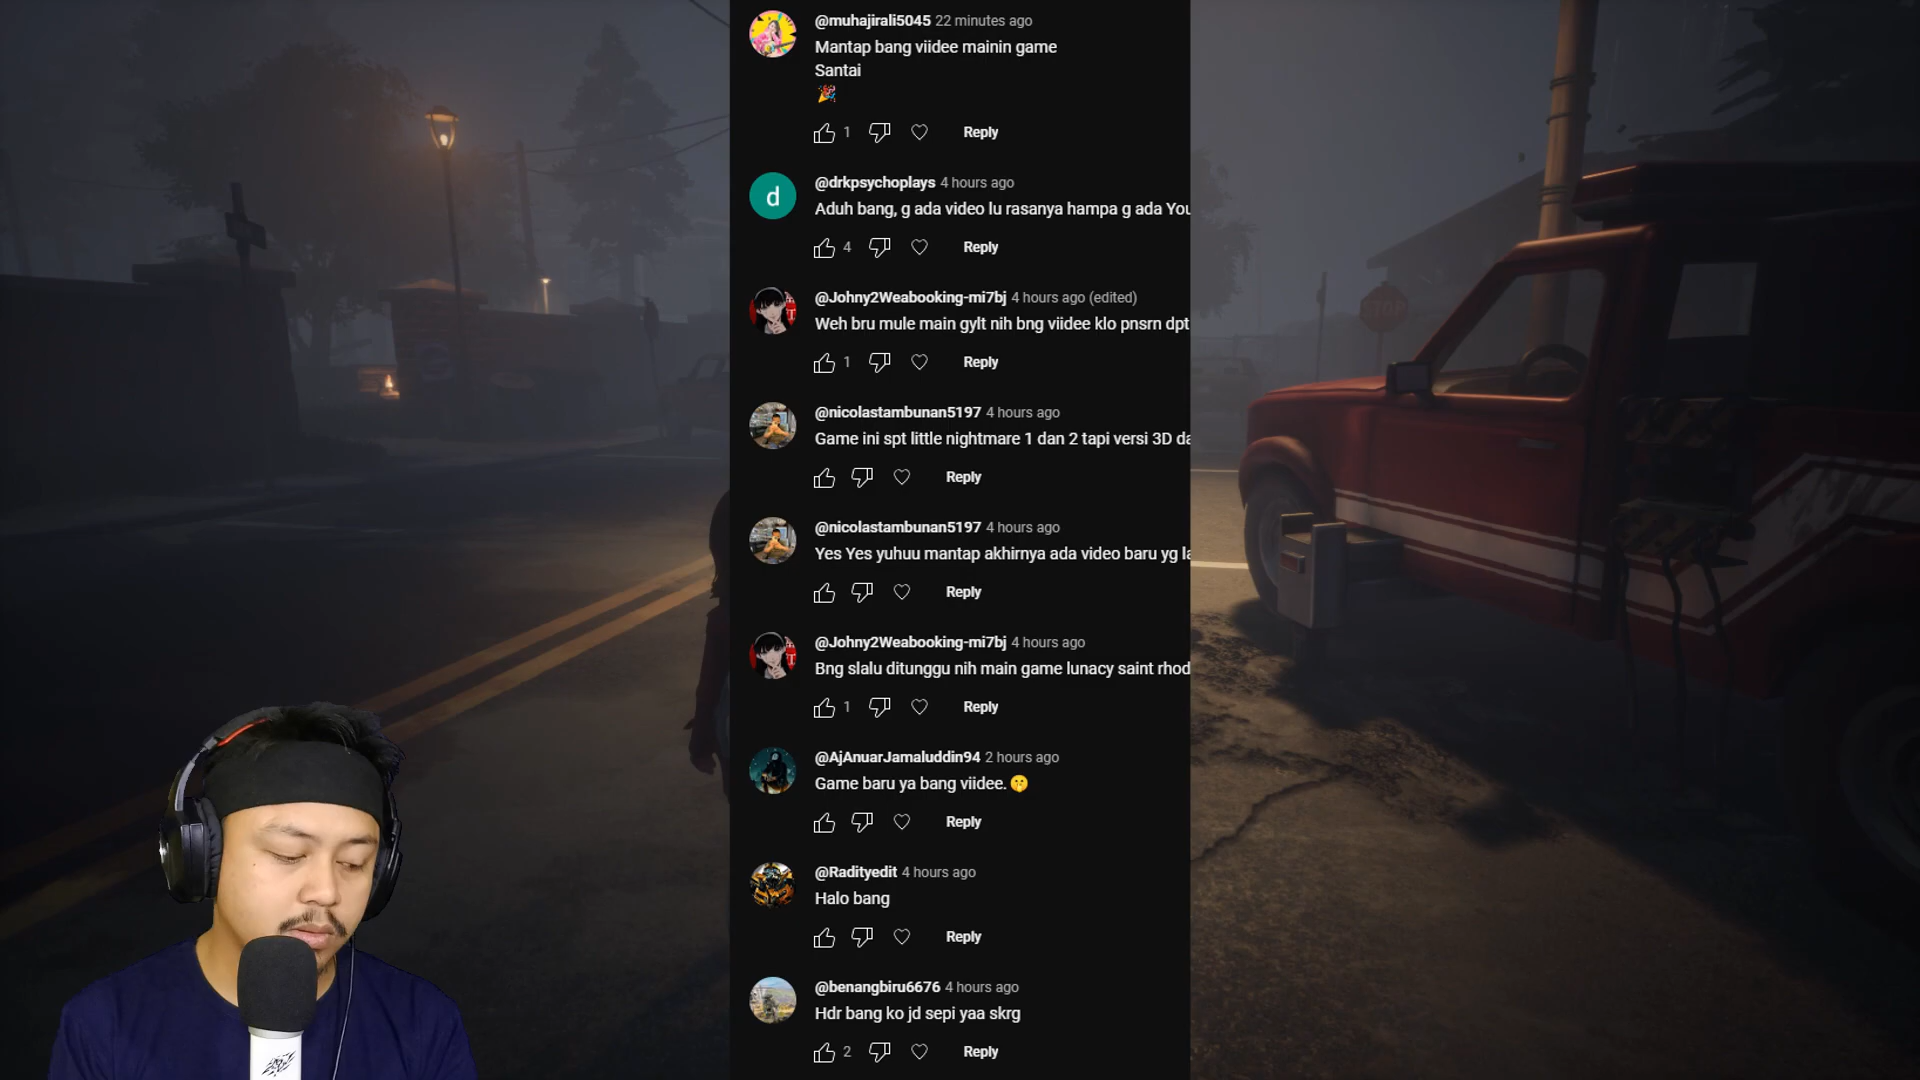 @muhajirali5045 22 minutes ago
Mantap bang viidee mainin game
Santai
🎉
1 Reply
@drkpsychoplays 4 hours ago
Aduh bang, g ada video lu rasanya hampa g ada You
4 Reply
@Johny2Weabooking-mi7bj 4 hours ago (edited)
Weh bru mule main gylt nih bng viidee klo pnsrn dpt
1 Reply
@nicolastambunan5197 4 hours ago
Game ini spt little nightmare 1 dan 2 tapi versi 3D da
Reply
@nicolastambunan5197 4 hours ago
Yes Yes yuhuu mantap akhirnya ada video baru yg la
Reply
@Johny2Weabooking-mi7bj 4 hours ago
Bng slalu ditunggu nih main game lunacy saint rhod
1 Reply
@AjAnuarJamaluddin94 2 hours ago
Game baru ya bang viidee.🤫
Reply
@Radityedit 4 hours ago
Halo bang
Reply
@benangbiru6676 4 hours ago
Hdr bang ko jd sepi yaa skrg
2 Reply
d
STOP